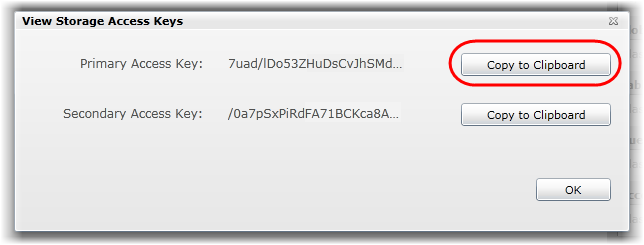 View Storage Access Keys
Primary Access Key: 7uad/lDo53ZHuDsCvJhSMd... Copy to Clipboard
Secondary Access Key: /0a7pSxPiRdFA71BCKca8A... Copy to Clipboard
OK